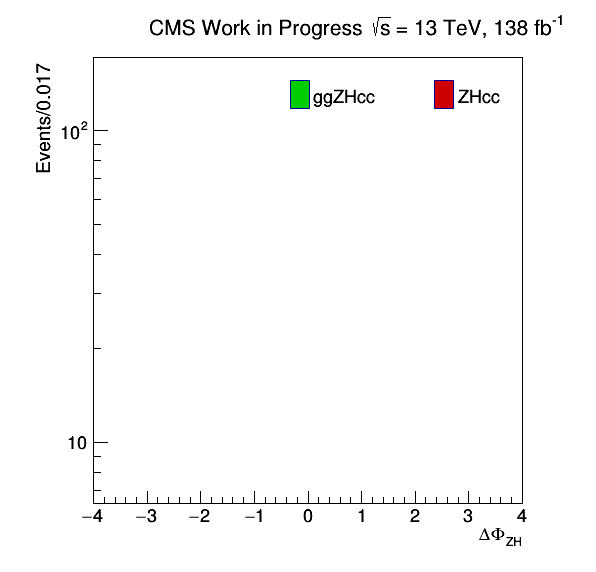 CMS Work in Progress √s = 13 TeV, 138 fb⁻¹
Events/0.017
ggZHcc ZHcc
10²
10
−4 −3 −2 −1 0 1 2 3 4
ΔΦ_ZH